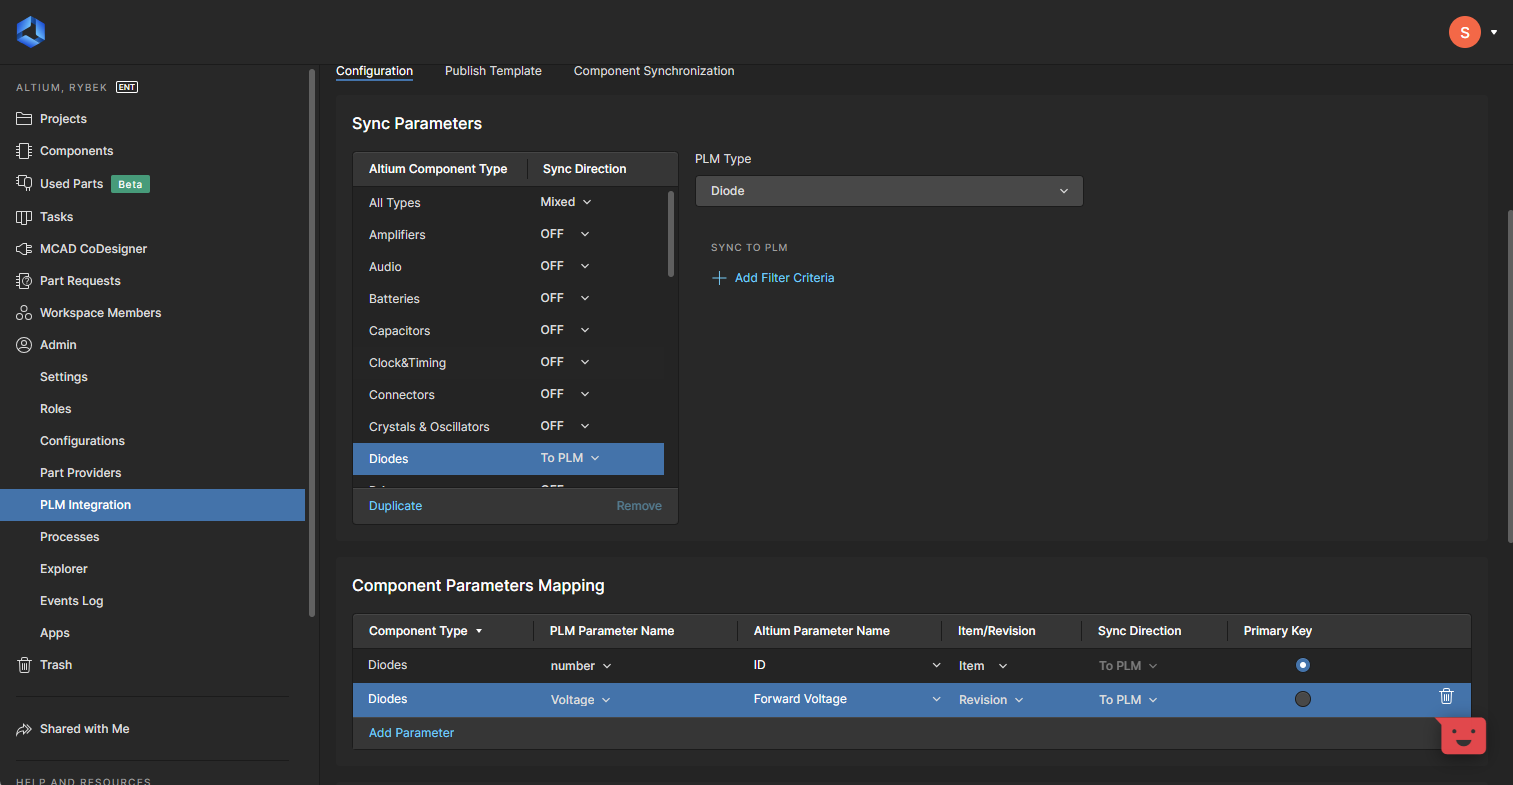 S
Configuration Publish Template Component Synchronization
ALTIUM, RYBEK ENT
Projects
Components
Used Parts Beta
Tasks
MCAD CoDesigner
Part Requests
Workspace Members
Admin
Settings
Roles
Configurations
Part Providers
PLM Integration
Processes
Explorer
Events Log
Apps
Trash
Shared with Me
HELP AND RESOURCES
Sync Parameters
Altium Component Type Sync Direction
All Types Mixed
Amplifiers OFF
Audio OFF
Batteries OFF
Capacitors OFF
Clock&Timing OFF
Connectors OFF
Crystals & Oscillators OFF
Diodes To PLM
OFF
Duplicate Remove
PLM Type
Diode
SYNC TO PLM
Add Filter Criteria
Component Parameters Mapping
Component Type PLM Parameter Name Altium Parameter Name Item/Revision Sync Direction Primary Key
Diodes number ID Item To PLM
Diodes Voltage Forward Voltage Revision To PLM
Add Parameter